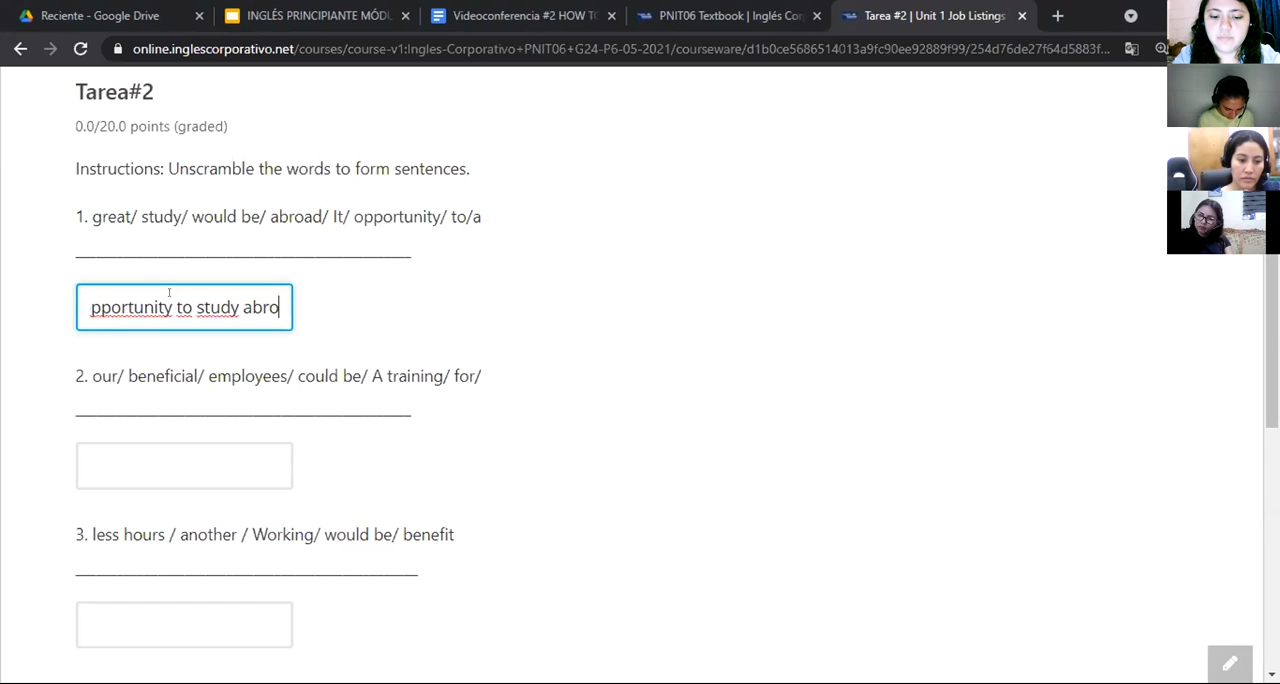 Reciente - Google Drive
INGLÉS PRINCIPIANTE MÓDU
Videoconferencia #2 HOW TO
PNIT06 Textbook | Inglés Cor
Tarea #2 | Unit 1 Job Listings
online.inglescorporativo.net/courses/course-v1:Ingles-Corporativo+PNIT06+G24-P6-05-2021/courseware/d1b0ce5686514013a9fc90ee92889f99/254d76de27f64d5883f...
Tarea#2
0.0/20.0 points (graded)
Instructions: Unscramble the words to form sentences.
1. great/ study/ would be/ abroad/ It/ opportunity/ to/a
pportunity to study abro
2. our/ beneficial/ employees/ could be/ A training/ for/
3. less hours / another / Working/ would be/ benefit